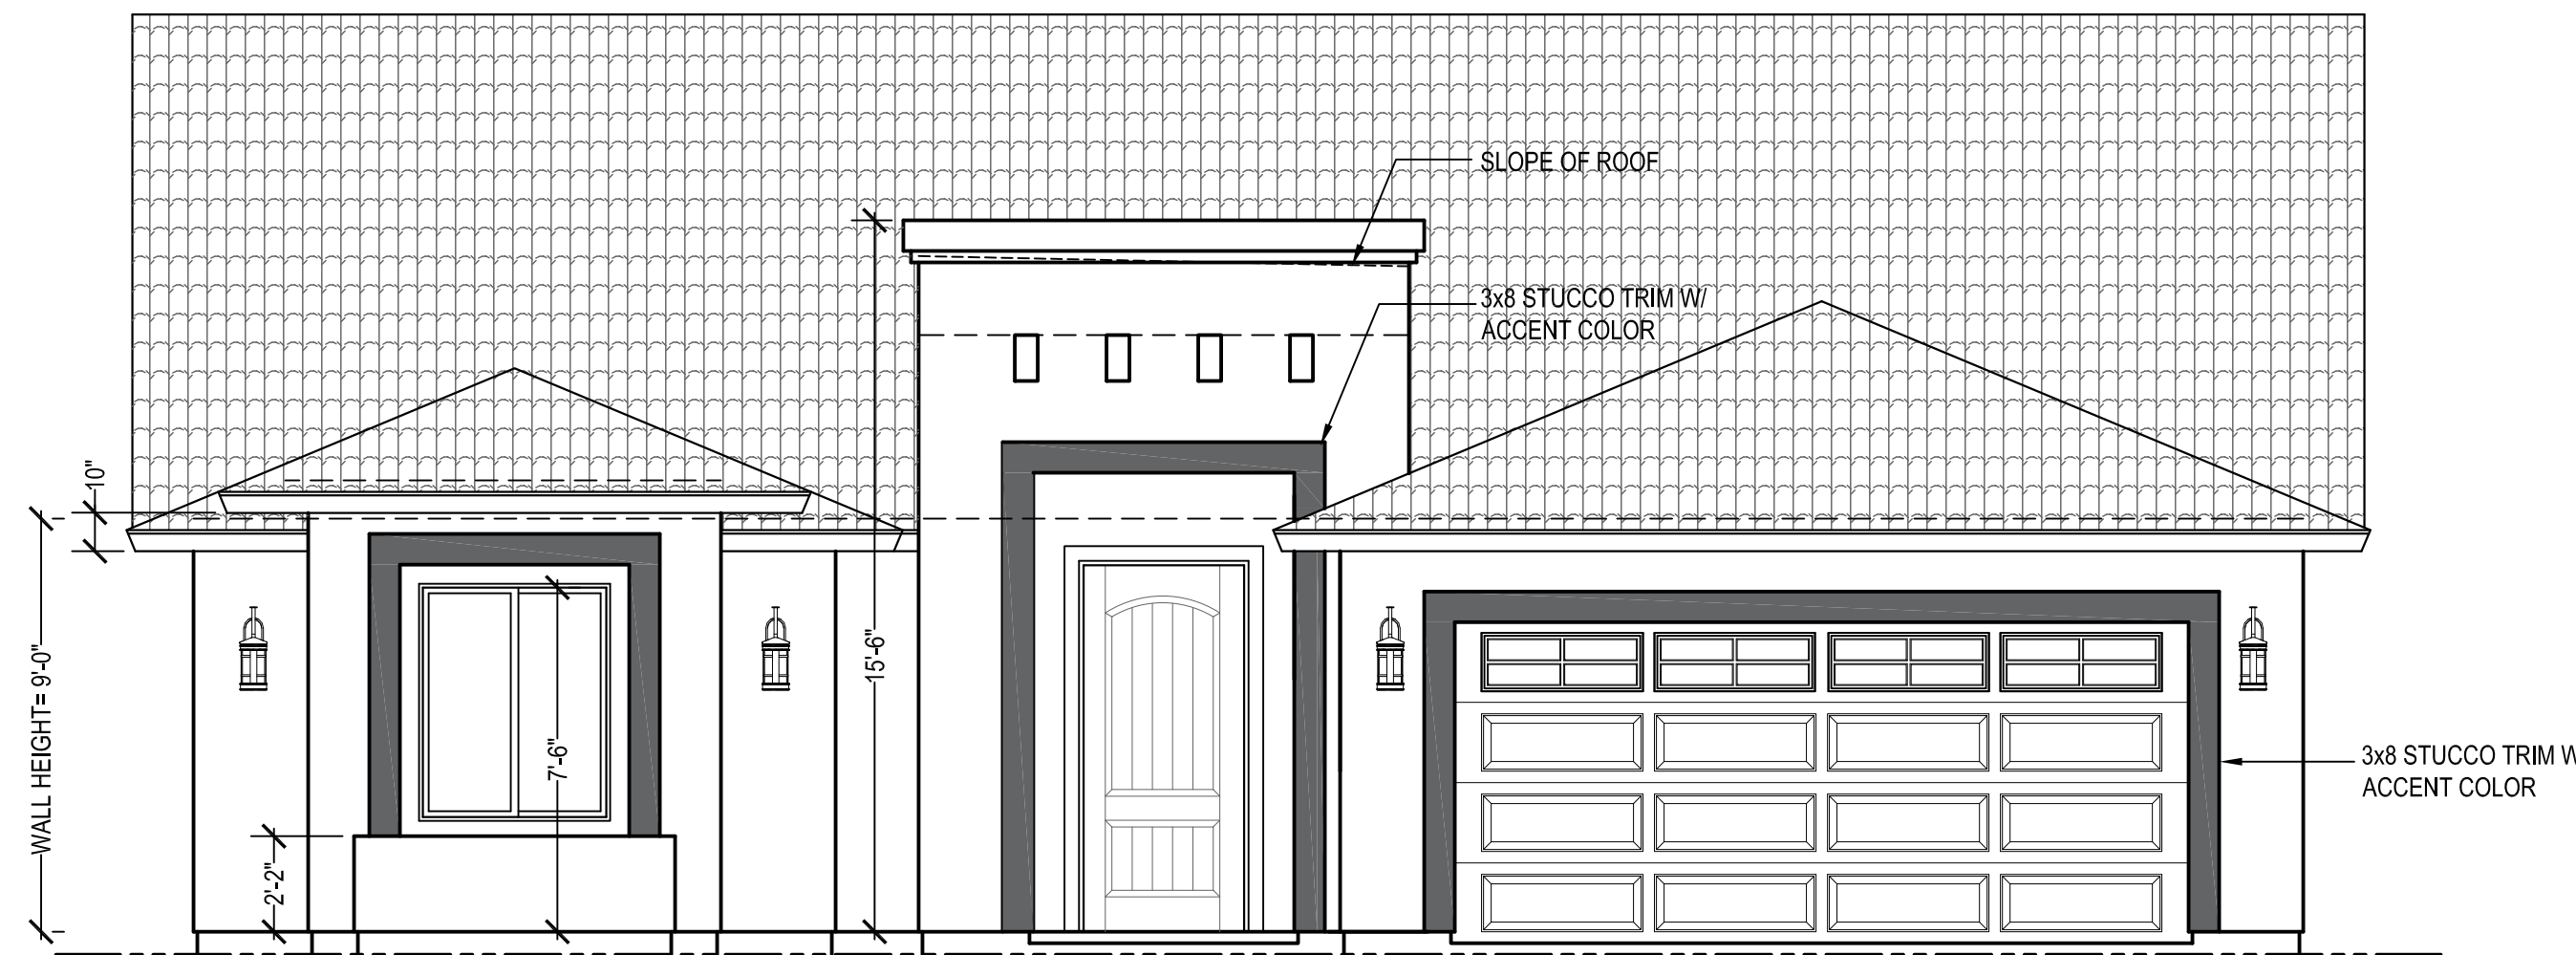 SLOPE OF ROOF
3x8 STUCCO TRIM W/
ACCENT COLOR
10"
WALL HEIGHT= 9'-0"
2'-2"
7'-6"
15'-6"
3x8 STUCCO TRIM W
ACCENT COLOR